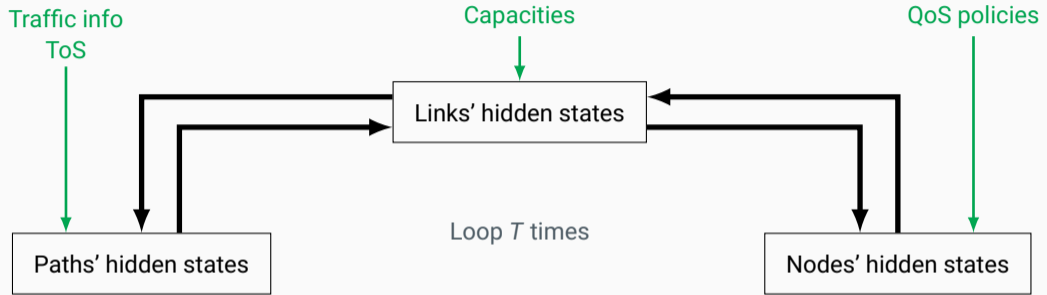 Traffic info
ToS
Capacities
QoS policies
Links’ hidden states
Loop T times
Paths’ hidden states
Nodes’ hidden states